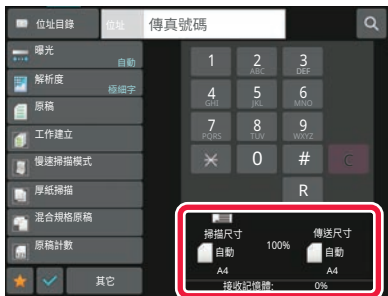 位址目錄 位址 傳真號碼
曝光
自動
解析度
極細字
原稿
工作建立
慢速掃描模式
厚紙掃描
混合規格原稿
原稿計數
其它
1 2 3
ABC DEF
4 5 6
GHI JKL MNO
7 8 9
PQRS TUV WXYZ
0 # C
R
掃描尺寸 傳送尺寸
自動 100% 自動
A4 A4
接收記憶體: 0%